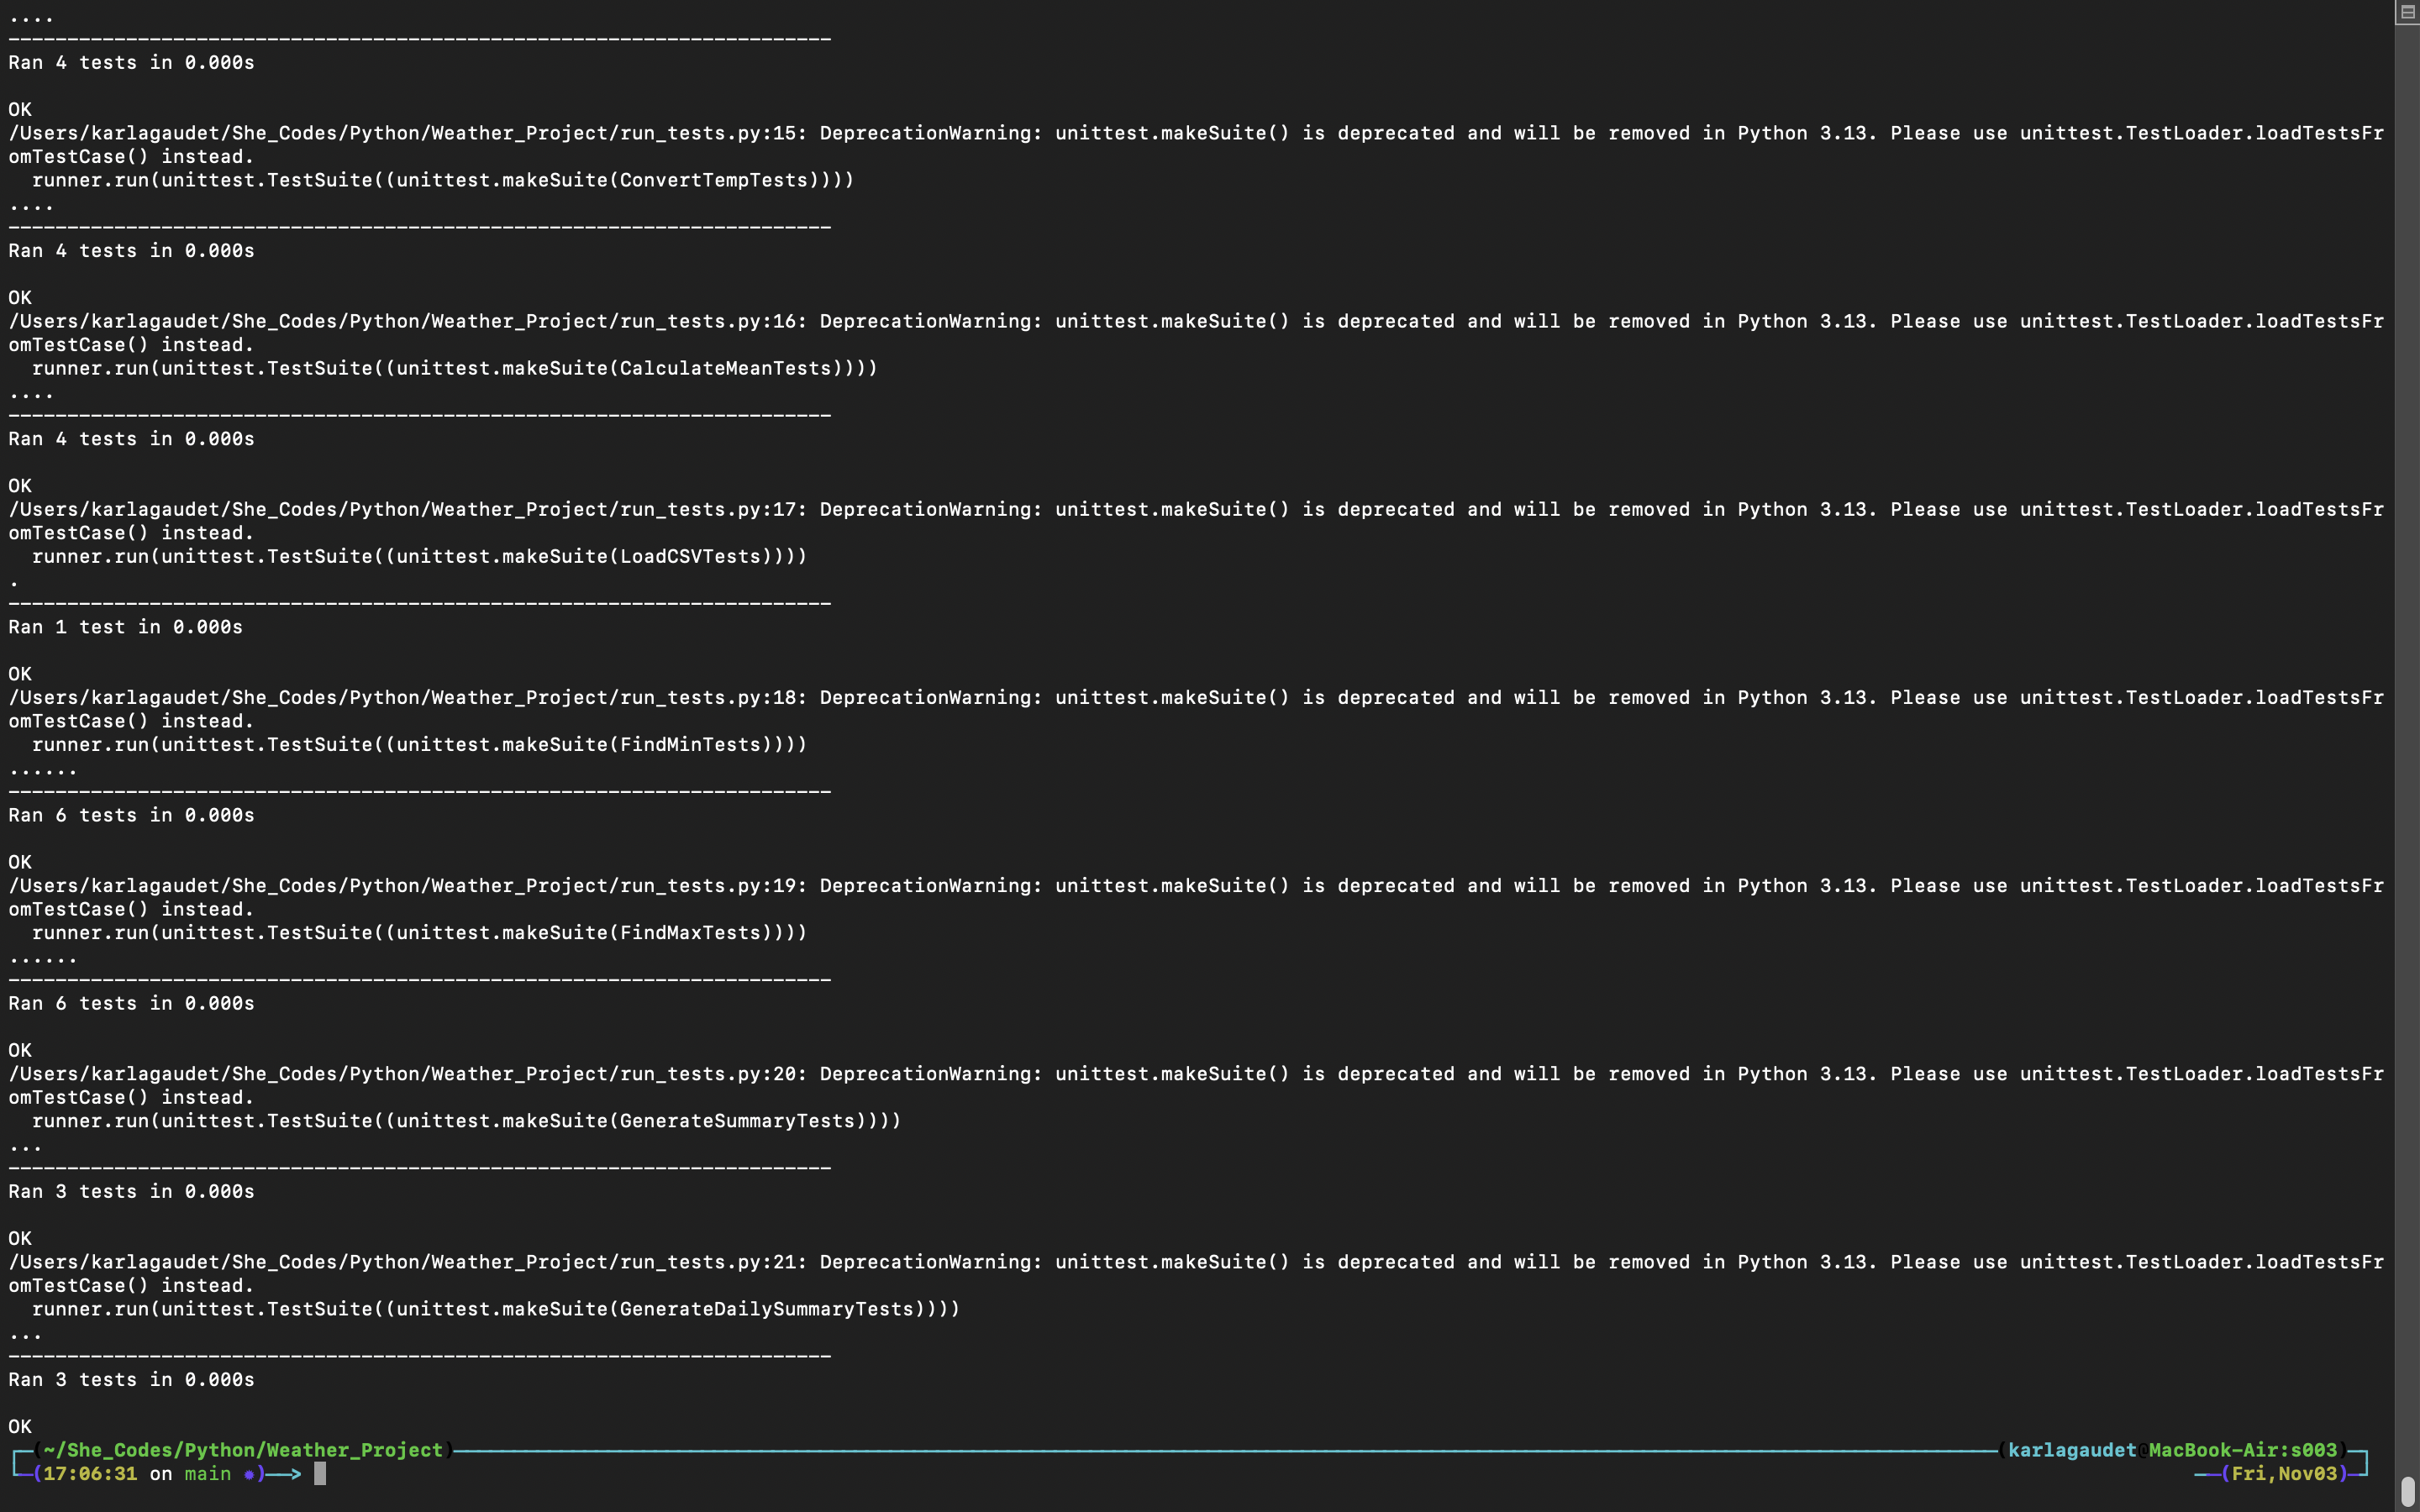 ....
----------------------------------------------------------------------
Ran 4 tests in 0.000s

OK
/Users/karlagaudet/She_Codes/Python/Weather_Project/run_tests.py:15: DeprecationWarning: unittest.makeSuite() is deprecated and will be removed in Python 3.13. Please use unittest.TestLoader.loadTestsFr
omTestCase() instead.
  runner.run(unittest.TestSuite((unittest.makeSuite(ConvertTempTests))))
....
----------------------------------------------------------------------
Ran 4 tests in 0.000s

OK
/Users/karlagaudet/She_Codes/Python/Weather_Project/run_tests.py:16: DeprecationWarning: unittest.makeSuite() is deprecated and will be removed in Python 3.13. Please use unittest.TestLoader.loadTestsFr
omTestCase() instead.
  runner.run(unittest.TestSuite((unittest.makeSuite(CalculateMeanTests))))
....
----------------------------------------------------------------------
Ran 4 tests in 0.000s

OK
/Users/karlagaudet/She_Codes/Python/Weather_Project/run_tests.py:17: DeprecationWarning: unittest.makeSuite() is deprecated and will be removed in Python 3.13. Please use unittest.TestLoader.loadTestsFr
omTestCase() instead.
  runner.run(unittest.TestSuite((unittest.makeSuite(LoadCSVTests))))
.
----------------------------------------------------------------------
Ran 1 test in 0.000s

OK
/Users/karlagaudet/She_Codes/Python/Weather_Project/run_tests.py:18: DeprecationWarning: unittest.makeSuite() is deprecated and will be removed in Python 3.13. Please use unittest.TestLoader.loadTestsFr
omTestCase() instead.
  runner.run(unittest.TestSuite((unittest.makeSuite(FindMinTests))))
......
----------------------------------------------------------------------
Ran 6 tests in 0.000s

OK
/Users/karlagaudet/She_Codes/Python/Weather_Project/run_tests.py:19: DeprecationWarning: unittest.makeSuite() is deprecated and will be removed in Python 3.13. Please use unittest.TestLoader.loadTestsFr
omTestCase() instead.
  runner.run(unittest.TestSuite((unittest.makeSuite(FindMaxTests))))
......
----------------------------------------------------------------------
Ran 6 tests in 0.000s

OK
/Users/karlagaudet/She_Codes/Python/Weather_Project/run_tests.py:20: DeprecationWarning: unittest.makeSuite() is deprecated and will be removed in Python 3.13. Please use unittest.TestLoader.loadTestsFr
omTestCase() instead.
  runner.run(unittest.TestSuite((unittest.makeSuite(GenerateSummaryTests))))
...
----------------------------------------------------------------------
Ran 3 tests in 0.000s

OK
/Users/karlagaudet/She_Codes/Python/Weather_Project/run_tests.py:21: DeprecationWarning: unittest.makeSuite() is deprecated and will be removed in Python 3.13. Please use unittest.TestLoader.loadTestsFr
omTestCase() instead.
  runner.run(unittest.TestSuite((unittest.makeSuite(GenerateDailySummaryTests))))
...
----------------------------------------------------------------------
Ran 3 tests in 0.000s

OK
(~/She_Codes/Python/Weather_Project) (karlagaudet@MacBook-Air:s003)
(17:06:31 on main ●)——> (Fri,Nov03)